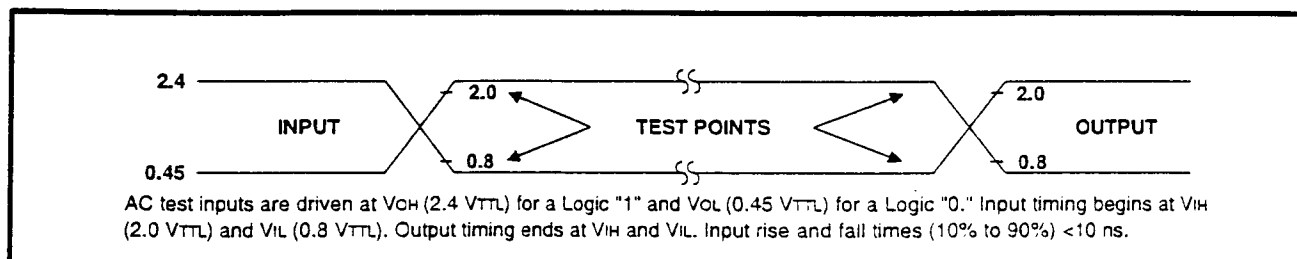 2.4
2.0
2.0
INPUT
TEST POINTS
OUTPUT
0.8
0.8
0.45
AC test inputs are driven at VOH (2.4 VTTL) for a Logic "1" and VOL (0.45 VTTL) for a Logic "0." Input timing begins at VIH
(2.0 VTTL) and VIL (0.8 VTTL). Output timing ends at VIH and VIL. Input rise and fall times (10% to 90%) <10 ns.